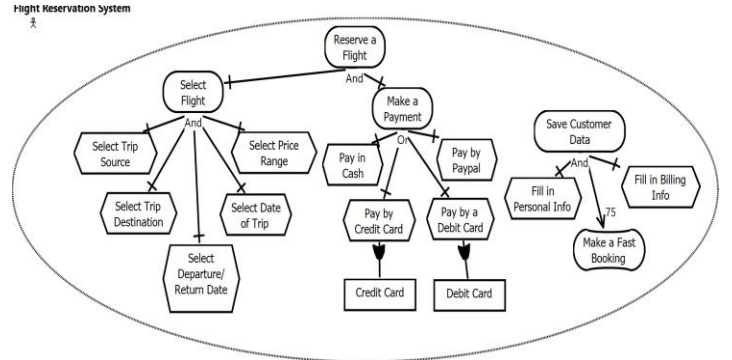 Flight Reservation System
Reserve a
Flight
And
Select
Flight
And
Make a
Payment
Or
Select Trip
Source
Select Price
Range
Select Trip
Destination
Select Date
of Trip
Select
Departure/
Return Date
Pay in
Cash
Pay by
Paypal
Pay by
Credit Card
Pay by a
Debit Card
Credit Card
Debit Card
Save Customer
Data
And
Fill in
Personal Info
Fill in Billing
Info
75
Make a Fast
Booking